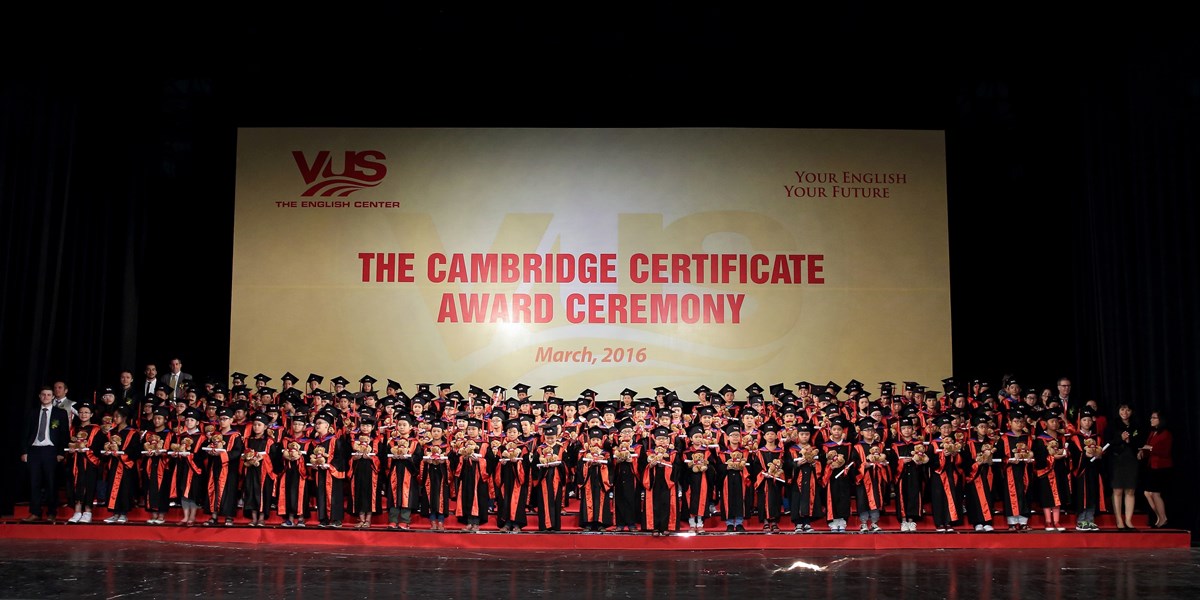 VUS
THE ENGLISH CENTER
YOUR ENGLISH
YOUR FUTURE
THE CAMBRIDGE CERTIFICATE
AWARD CEREMONY
March, 2016